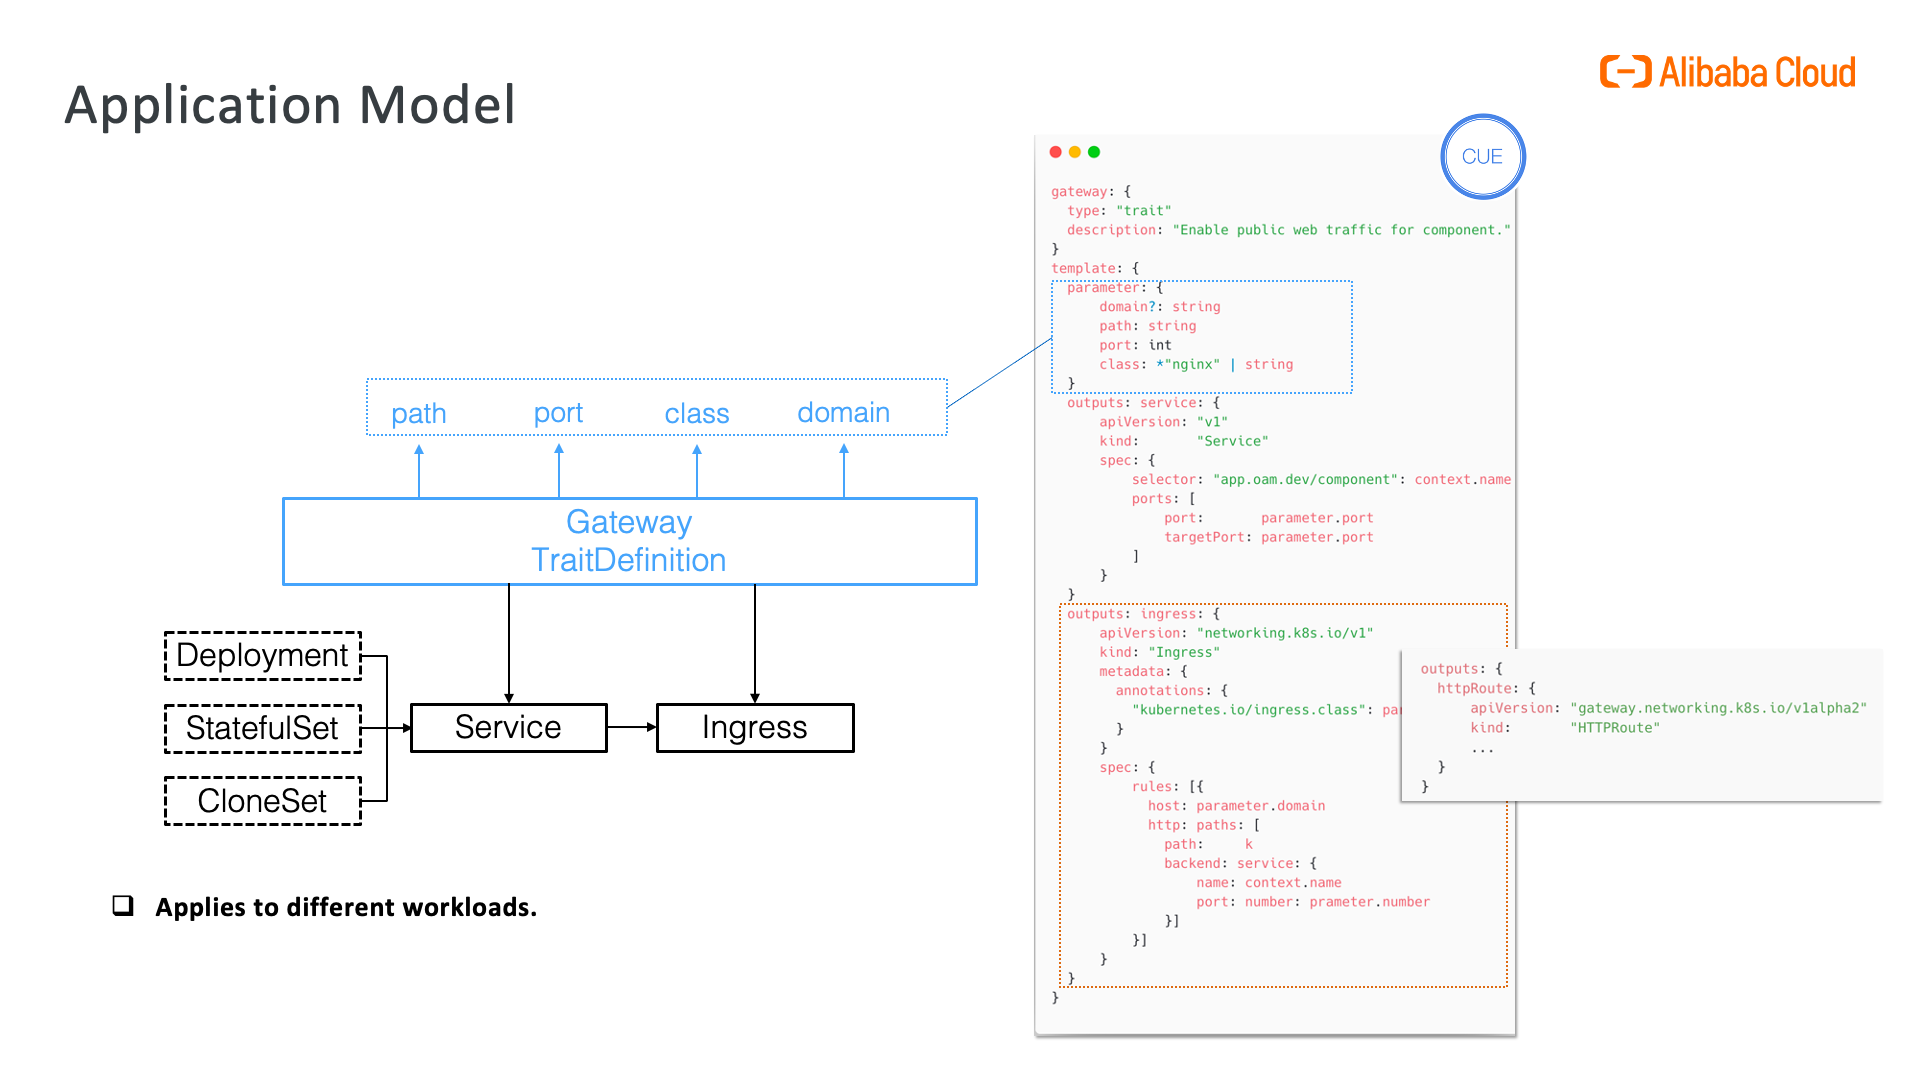 Application Model
Alibaba Cloud
CUE
path
port
class
domain
Gateway
TraitDefinition
Deployment
StatefulSet
CloneSet
Service
Ingress
Applies to different workloads.
gateway: {
  type: "trait"
  description: "Enable public web traffic for component."
}
template: {
  parameter: {
      domain?: string
      path: string
      port: int
      class: *"nginx" | string
  }
  outputs: service: {
      apiVersion: "v1"
      kind:       "Service"
      spec: {
          selector: "app.oam.dev/component": context.name
          ports: [
              port:       parameter.port
              targetPort: parameter.port
          ]
      }
  }
  outputs: ingress: {
      apiVersion: "networking.k8s.io/v1"
      kind: "Ingress"
      metadata: {
        annotations: {
          "kubernetes.io/ingress.class":
        }
      }
      spec: {
          rules: [{
            host: parameter.domain
            http: paths: [
              path:     k
              backend: service: {
                  name: context.name
                  port: number: prameter.number
              }]
          }]
      }
  }
}
outputs: {
  httpRoute: {
      apiVersion: "gateway.networking.k8s.io/v1alpha2"
      kind:       "HTTPRoute"
      ...
  }
}